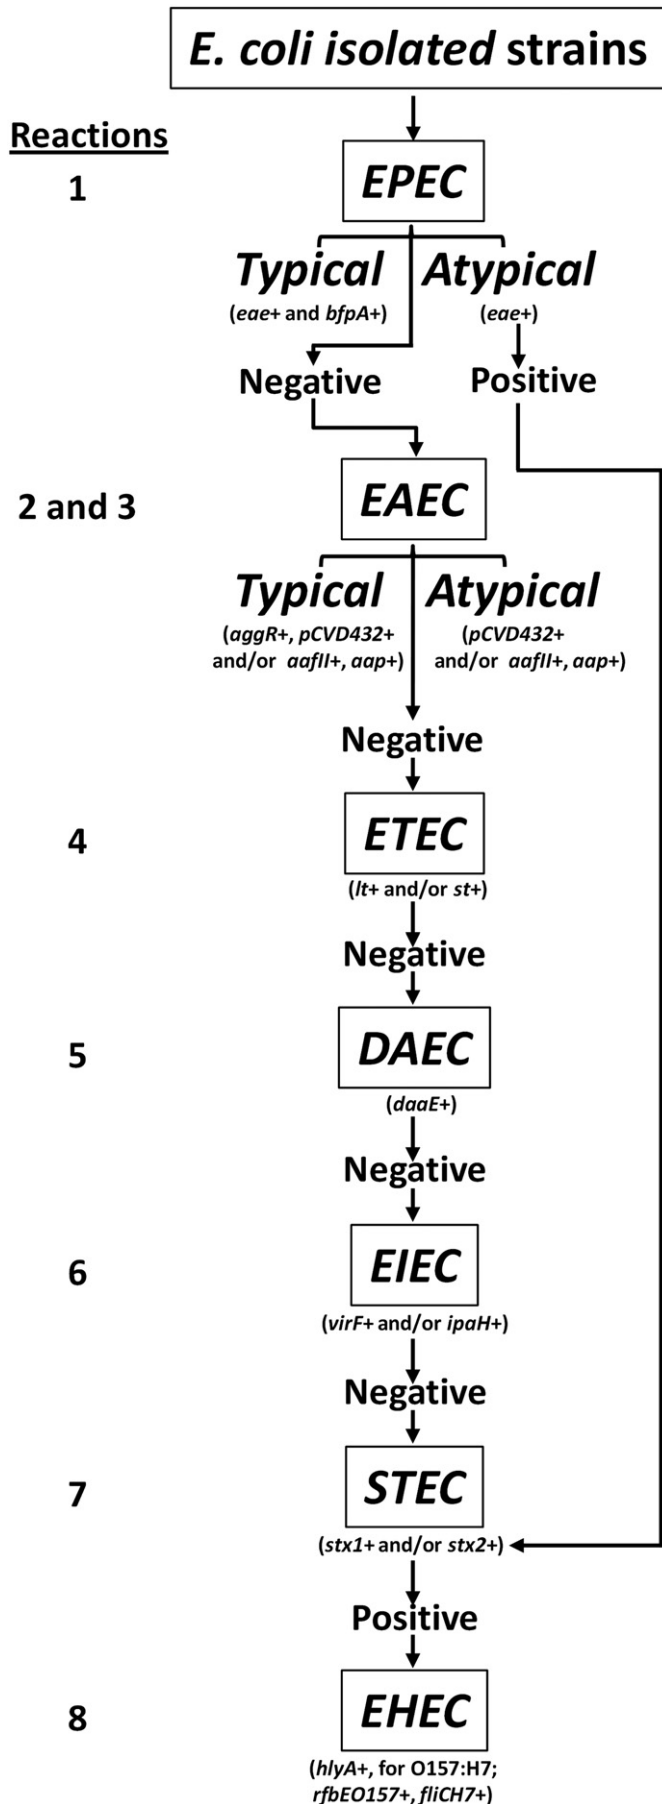 E. coli isolated strains
Reactions
1
EPEC
Typical
Atypical
(eae+ and bfpA+)
(eae+)
Negative
Positive
2 and 3
EAEC
Typical
Atypical
(aggR+, pCVD432+
and/or aafII+, aap+)
(pCVD432+
and/or aafII+, aap+)
Negative
4
ETEC
(lt+ and/or st+)
Negative
5
DAEC
(daaE+)
Negative
6
EIEC
(virF+ and/or ipaH+)
Negative
7
STEC
(stx1+ and/or stx2+)
Positive
8
EHEC
(hlyA+, for O157:H7;
rfbEO157+, fliCH7+)